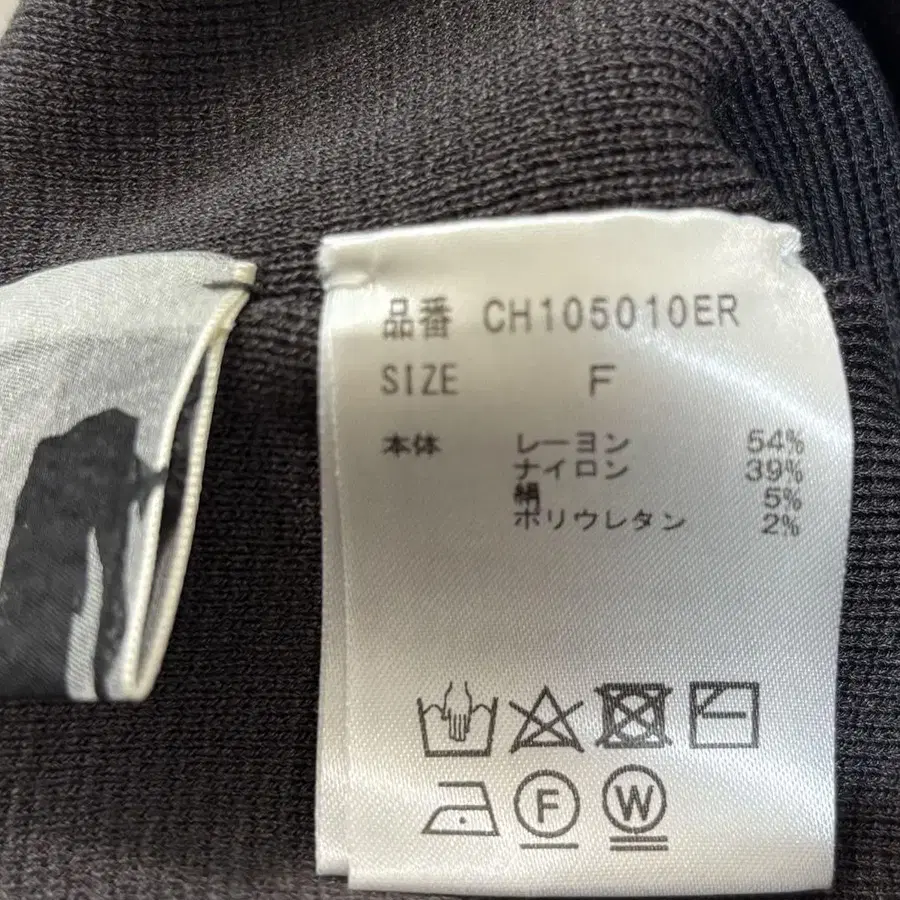 品番 CH105010ER
SIZE F
本体 レーヨン 54%
ナイロン 39%
絹 5%
ポリウレタン 2%
F W